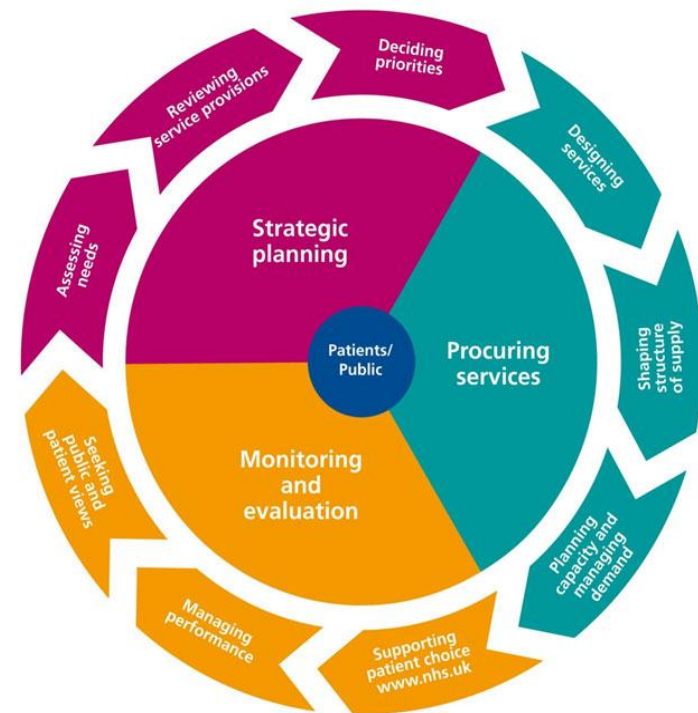 Deciding
priorities
Designing
services
Shaping
structure
of supply
Planning
capacity and
managing
demand
Supporting
patient choice
www.nhs.uk
Managing
performance
Seeking
public and
patient views
Assessing
needs
Reviewing
service provisions
Strategic
planning
Procuring
services
Monitoring
and
evaluation
Patients/
Public